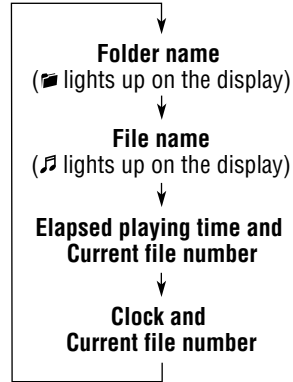 Folder name
( lights up on the display)
File name
( lights up on the display)
Elapsed playing time and
Current file number
Clock and
Current file number